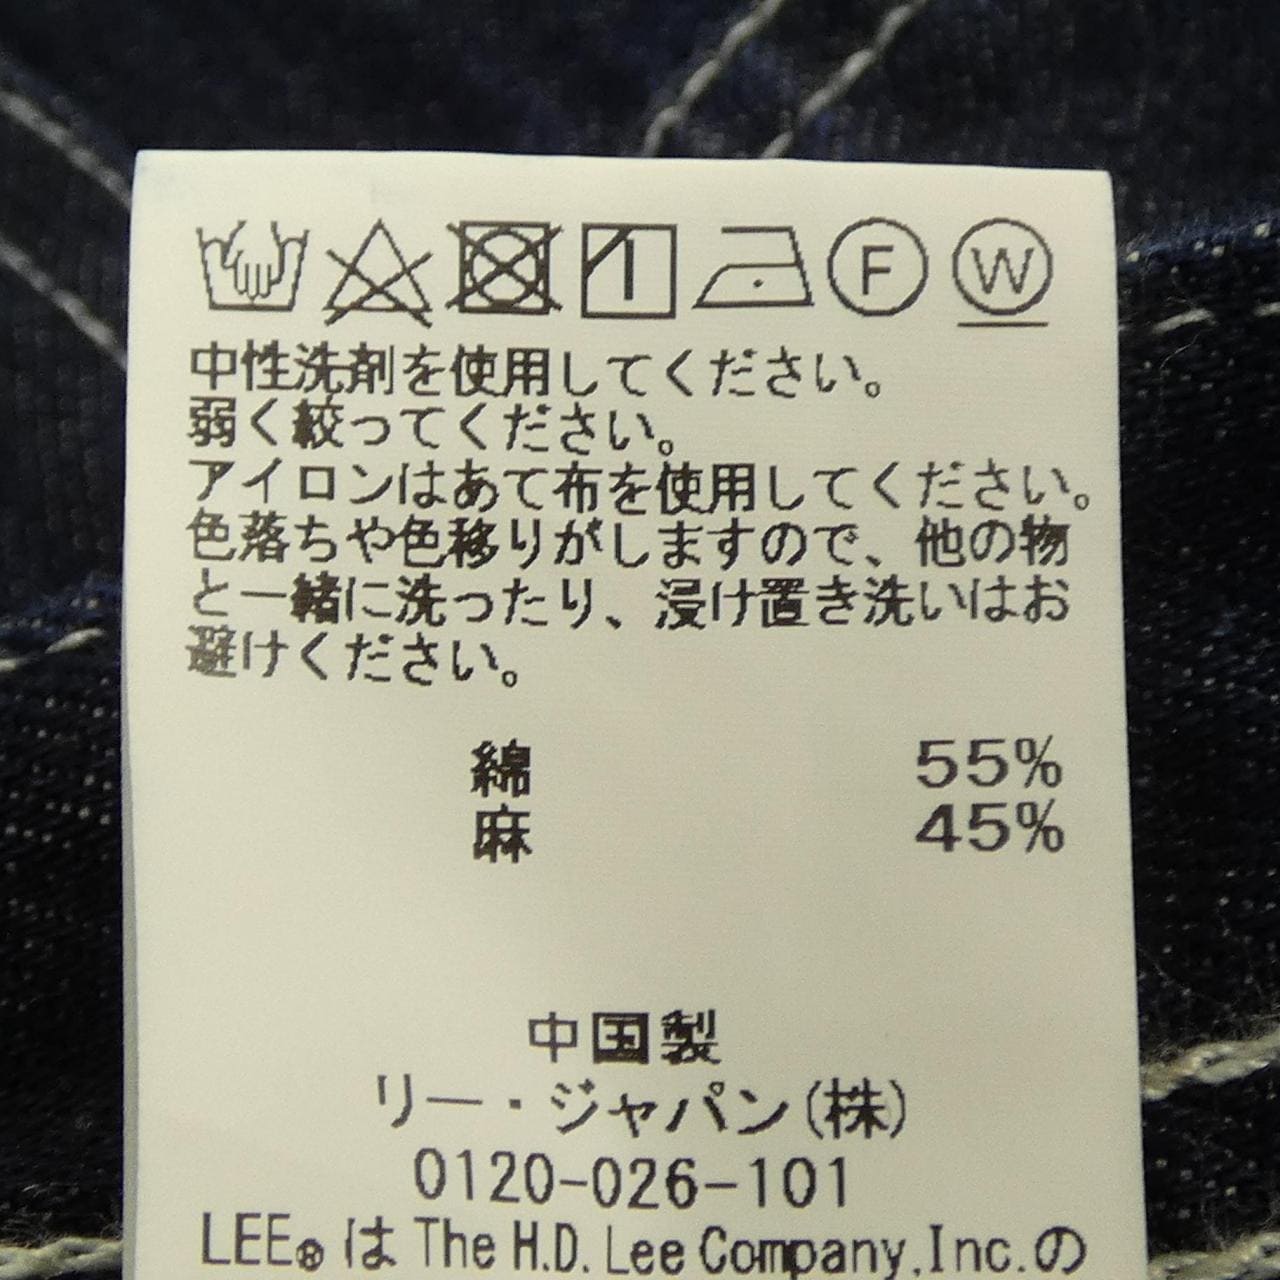 F W
中性洗剤を使用してください。
弱く絞ってください。
アイロンはあて布を使用してください。
色落ちや色移りがしますので、他の物
と一緒に洗ったり、浸け置き洗いはお
避けください。
綿 55%
麻 45%
中国製
リー・ジャパン(株)
0120-026-101
LEE®は The H.D. Lee Company,Inc.の